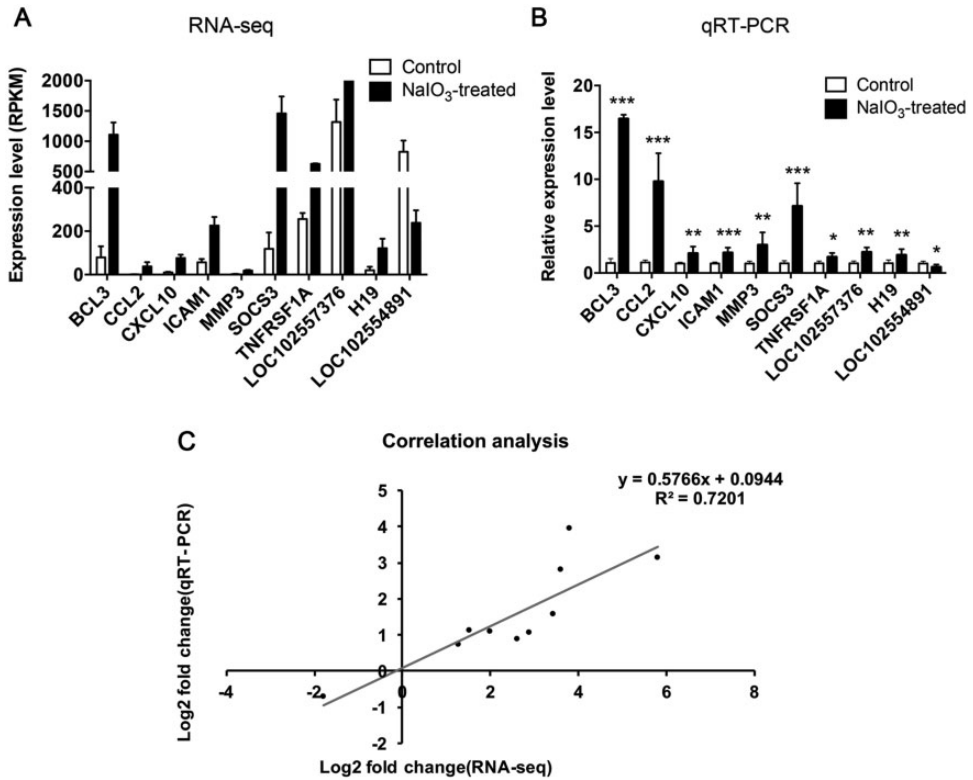 A
RNA-seq
Control
NaIO₃-treated
Expression level (RPKM)
2000
1500
1000
500
400
200
0
BCL3
CCL2
CXCL10
ICAM1
MMP3
SOCS3
TNFRSF1A
LOC102557376
H19
LOC102554891
B
qRT-PCR
Control
NaIO₃-treated
Relative expression level
20
15
10
5
0
***
***
**
***
**
***
*
**
**
*
BCL3
CCL2
CXCL10
ICAM1
MMP3
SOCS3
TNFRSF1A
LOC102557376
H19
LOC102554891
C
Correlation analysis
y = 0.5766x + 0.0944
R² = 0.7201
Log2 fold change(qRT-PCR)
5
4
3
2
1
0
-1
-2
-4
-2
0
2
4
6
8
Log2 fold change(RNA-seq)